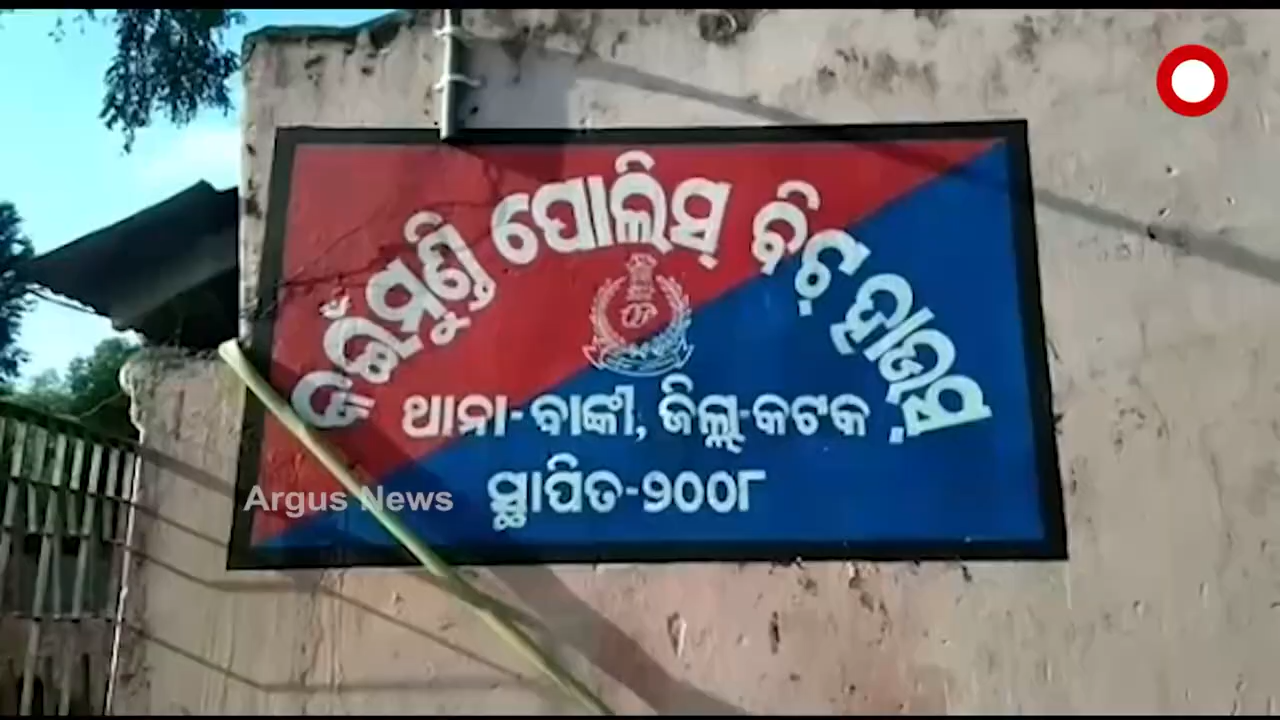 ପୋଲିସ୍ ବିଟ୍ ହାଉସ୍
ଥାନା-ବାଙ୍କୀ, ଜିଲ୍ଲା-କଟକ
ସ୍ଥାପିତ-୨୦୦୮
Argus News